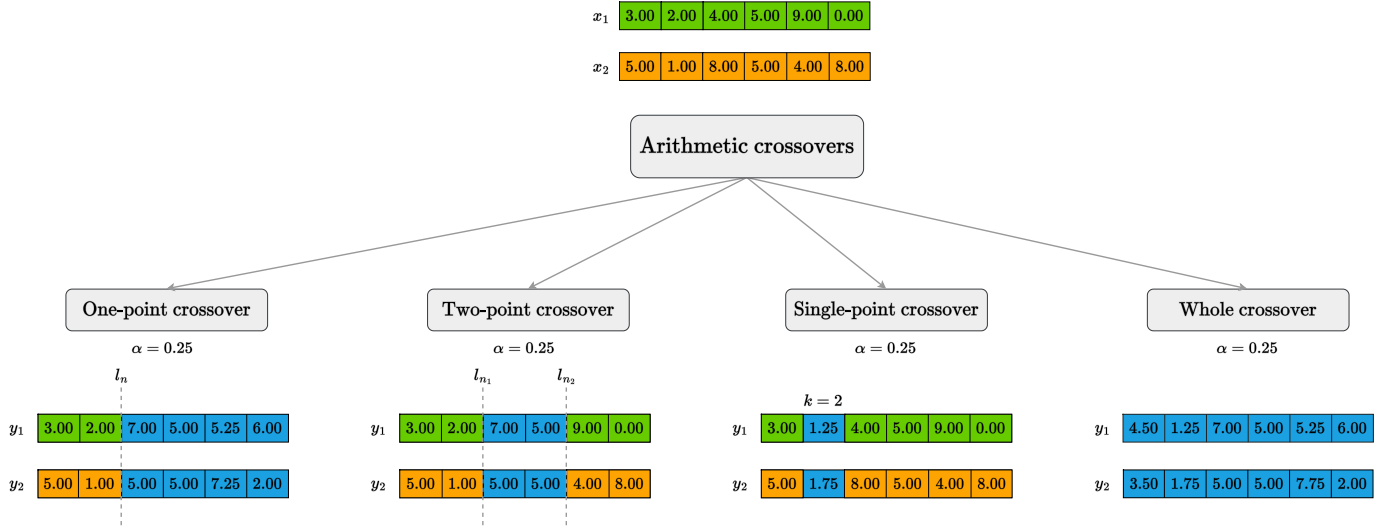 x₁ 3.00 2.00 4.00 5.00 9.00 0.00
x₂ 5.00 1.00 8.00 5.00 4.00 8.00
Arithmetic crossovers
One-point crossover
α = 0.25
lₙ
y₁ 3.00 2.00 7.00 5.00 5.25 6.00
y₂ 5.00 1.00 5.00 5.00 7.25 2.00
Two-point crossover
α = 0.25
lₙ₁ lₙ₂
y₁ 3.00 2.00 7.00 5.00 9.00 0.00
y₂ 5.00 1.00 5.00 5.00 4.00 8.00
Single-point crossover
α = 0.25
k = 2
y₁ 3.00 1.25 4.00 5.00 9.00 0.00
y₂ 5.00 1.75 8.00 5.00 4.00 8.00
Whole crossover
α = 0.25
y₁ 4.50 1.25 7.00 5.00 5.25 6.00
y₂ 3.50 1.75 5.00 5.00 7.75 2.00